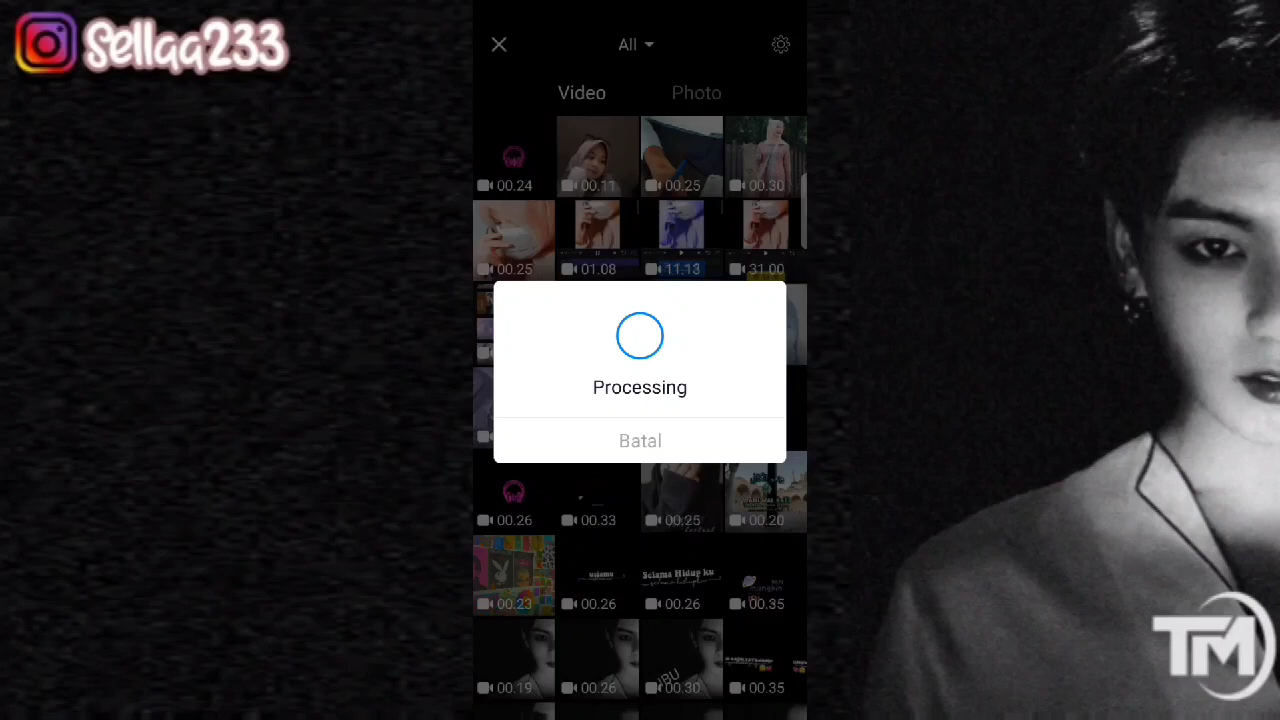 Sellaq233
All
Video Photo
00.24 00.11 00.25 00.30
00.25 01.08 11.13 31.00
Processing
Batal
00.26 00.33 00.25 00.20
Selama Hidup ku
00.23 00.26 00.26 00.35
IBU
00.19 00.26 00.30 00.35
TM